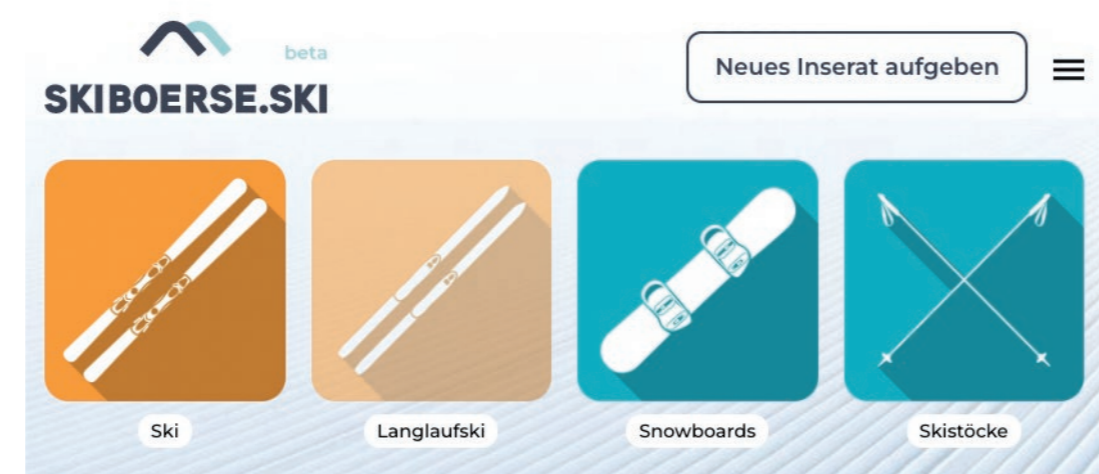 beta
SKIBOERSE.SKI
Neues Inserat aufgeben
Ski
Langlaufski
Snowboards
Skistöcke